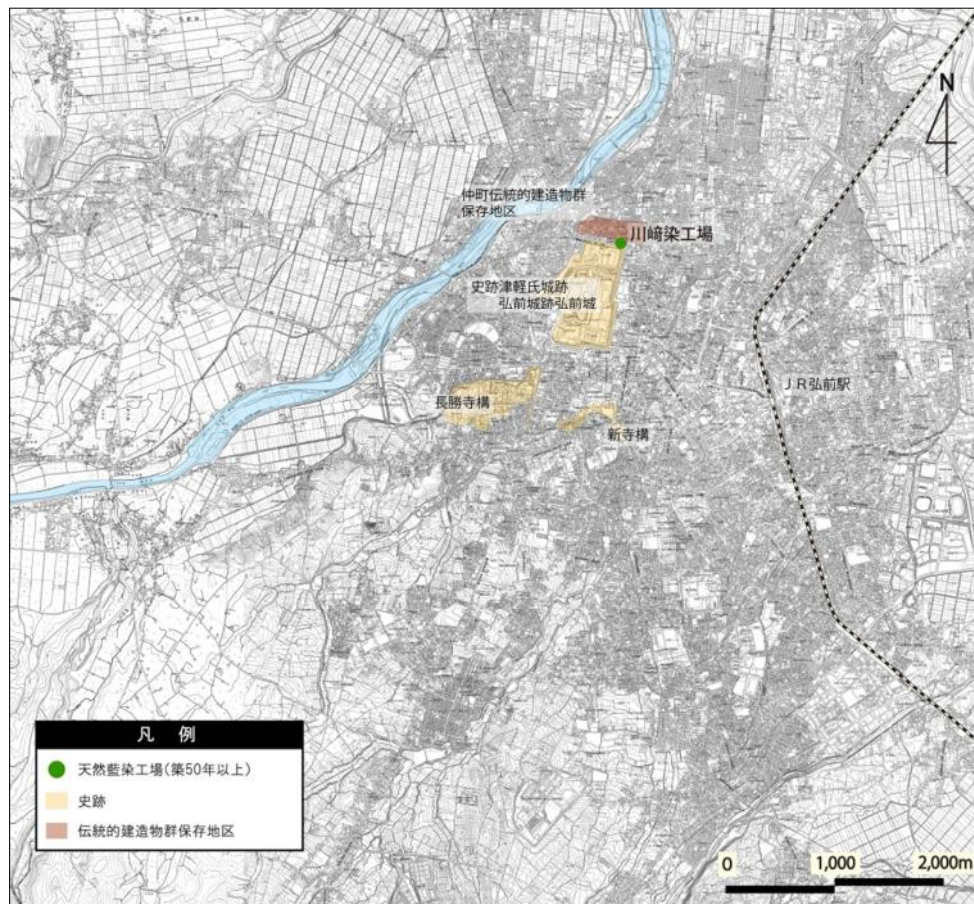 N
仲町伝統的建造物群
保存地区
川﨑染工場
史跡津軽氏城跡
弘前城跡弘前城
JR弘前駅
長勝寺構
新寺構
凡 例
天然藍染工場(築50年以上)
史跡
伝統的建造物群保存地区
0 1,000 2,000m